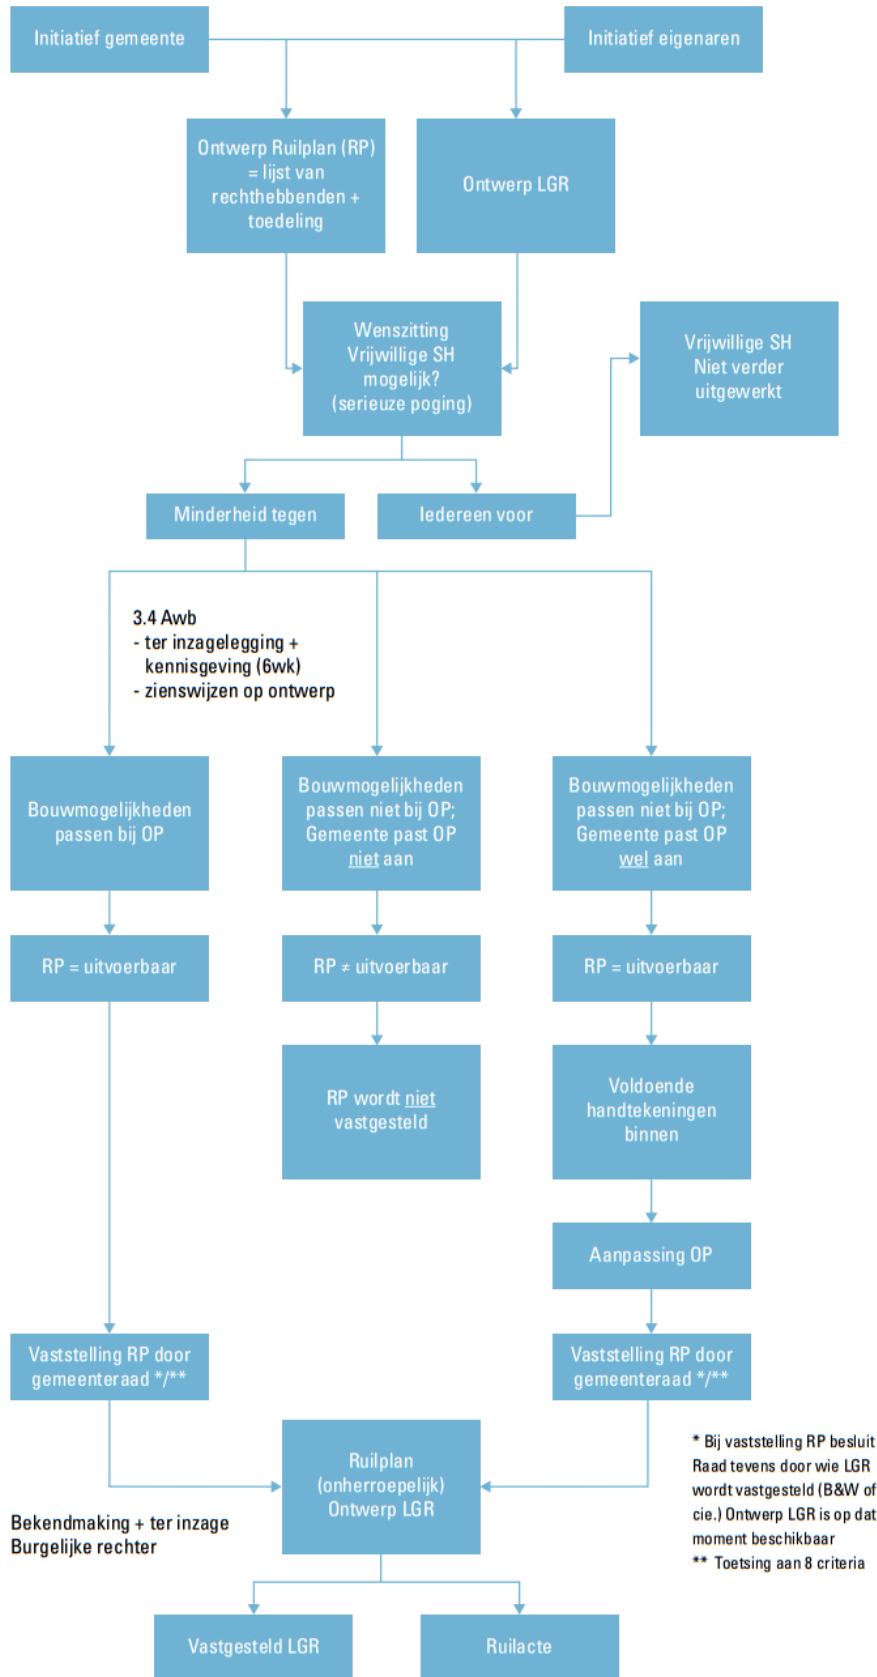 Initiatief gemeente
Initiatief eigenaren
Ontwerp Ruilplan (RP)
= lijst van
rechthebbenden +
toedeling
Ontwerp LGR
Wenszitting
Vrijwillige SH
mogelijk?
(serieuze poging)
Vrijwillige SH
Niet verder
uitgewerkt
Minderheid tegen
Iedereen voor
3.4 Awb
- ter inzagelegging +
kennisgeving (6wk)
- zienswijzen op ontwerp
Bouwmogelijkheden
passen bij OP
Bouwmogelijkheden
passen niet bij OP;
Gemeente past OP
niet aan
Bouwmogelijkheden
passen niet bij OP;
Gemeente past OP
wel aan
RP = uitvoerbaar
RP ≠ uitvoerbaar
RP = uitvoerbaar
RP wordt niet
vastgesteld
Voldoende
handtekeningen
binnen
Aanpassing OP
Vaststelling RP door
gemeenteraad */**
Vaststelling RP door
gemeenteraad */**
Ruilplan
(onherroepelijk)
Ontwerp LGR
* Bij vaststelling RP besluit
Raad tevens door wie LGR
wordt vastgesteld (B&W of
cie.) Ontwerp LGR is op dat
moment beschikbaar
** Toetsing aan 8 criteria
Bekendmaking + ter inzage
Burgelijke rechter
Vastgesteld LGR
Ruilacte